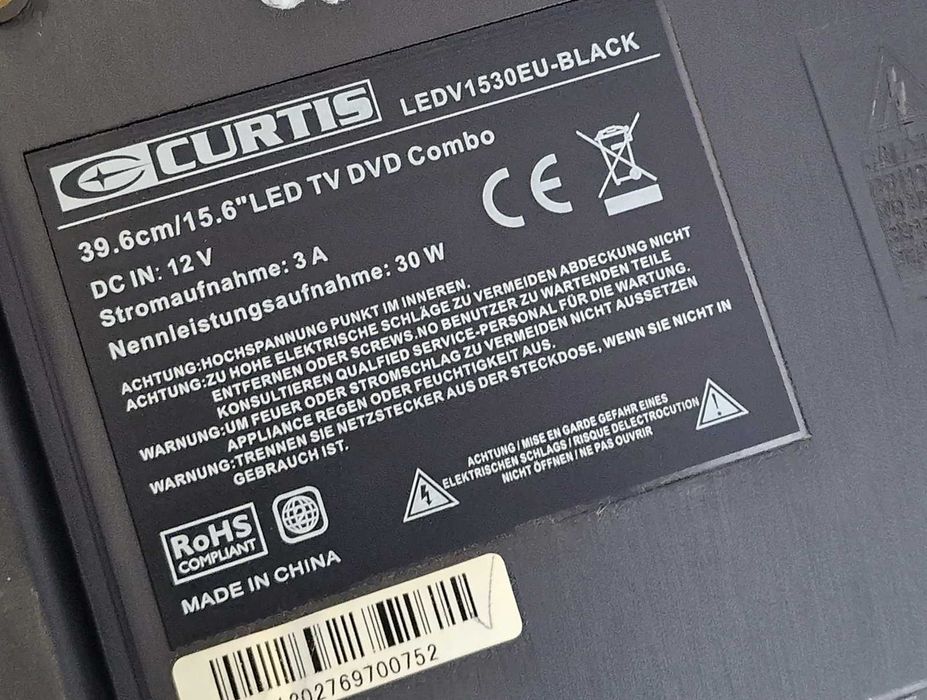 CURTIS LEDV1530EU-BLACK
39.6cm/15.6"LED TV DVD Combo
DC IN: 12 V
Stromaufnahme: 3 A
Nennleistungsaufnahme: 30 W
CE
ACHTUNG:HOCHSPANNUNG PUNKT IM INNEREN.
ACHTUNG:ZU HOHE ELEKTRISCHE SCHLÄGE ZU VERMEIDEN ABDECKUNG NICHT
ENTFERNEN ODER SCREWS.NO BENUTZER ZU WARTENDEN TEILE
KONSULTIEREN QUALFIED SERVICE-PERSONAL FÜR DIE WARTUNG.
WARNUNG:UM FEUER ODER STROMSCHLAG ZU VERMEIDEN NICHT AUSSETZEN
APPLIANCE REGEN ODER FEUCHTIGKEIT AUS.
WARNUNG:TRENNEN SIE NETZSTECKER AUS DER STECKDOSE, WENN SIE NICHT IN
GEBRAUCH IST.
ACHTUNG / MISE EN GARDE GEFAHR EINES
ELEKTRISCHEN SCHLAGS / RISQUE DELECTROCUTION
NICHT ÖFFNEN / NE PAS OUVRIR
RoHS
COMPLIANT
2
MADE IN CHINA
02769700752